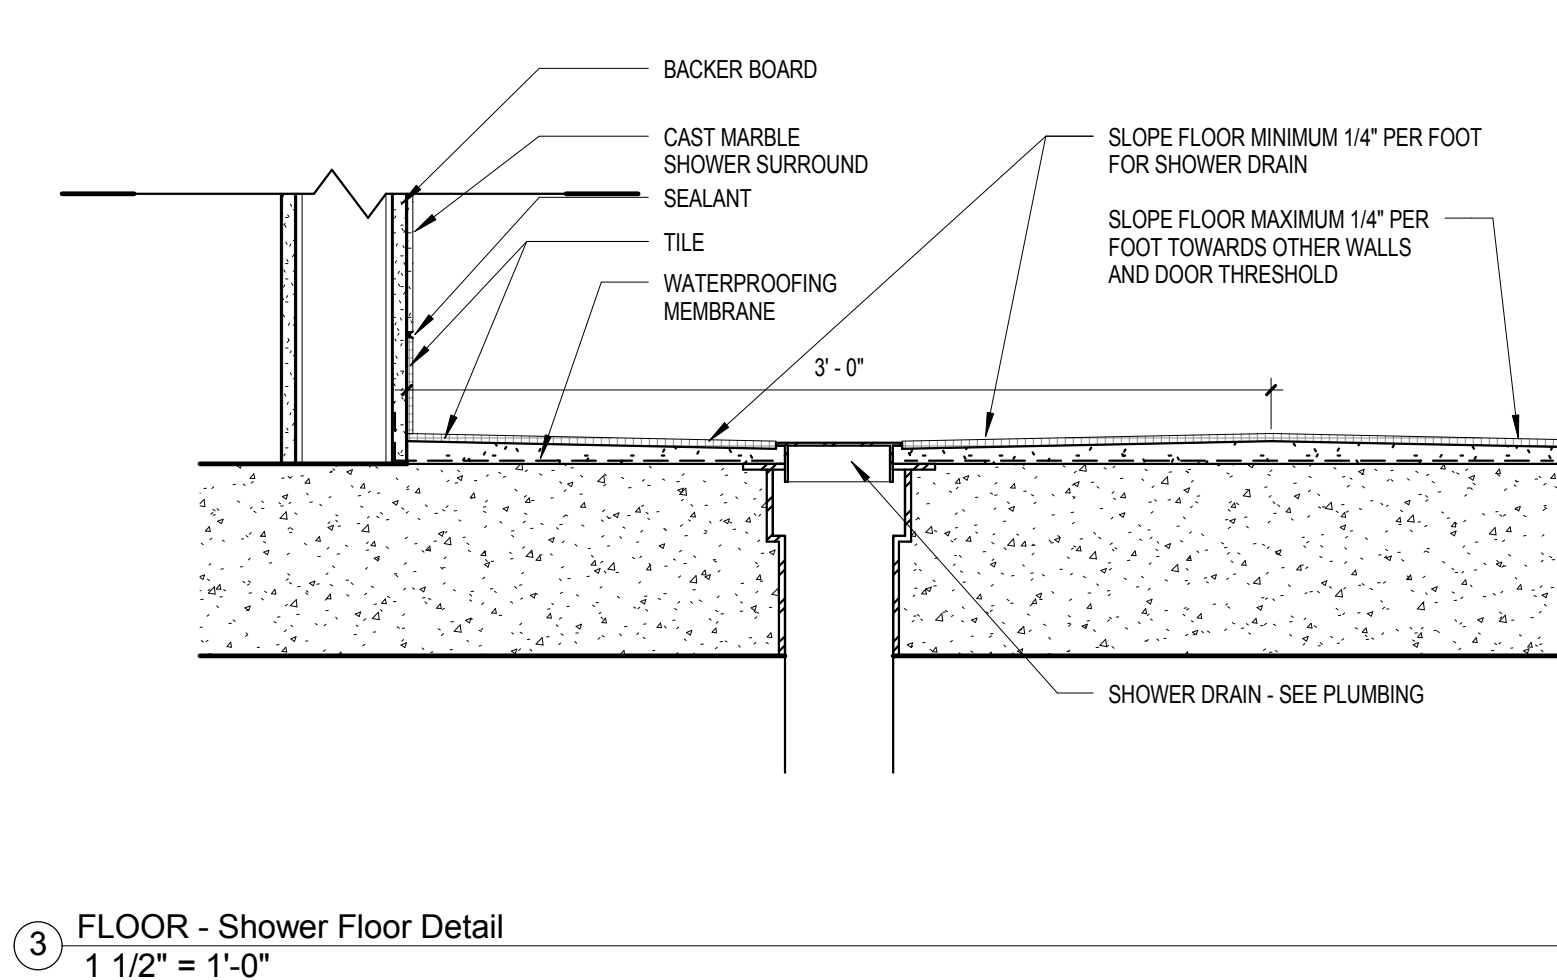 BACKER BOARD
CAST MARBLE
SHOWER SURROUND
SEALANT
TILE
WATERPROOFING
MEMBRANE
SLOPE FLOOR MINIMUM 1/4" PER FOOT
FOR SHOWER DRAIN
SLOPE FLOOR MAXIMUM 1/4" PER
FOOT TOWARDS OTHER WALLS
AND DOOR THRESHOLD
3' - 0"
SHOWER DRAIN - SEE PLUMBING
3
FLOOR - Shower Floor Detail
1 1/2" = 1'-0"